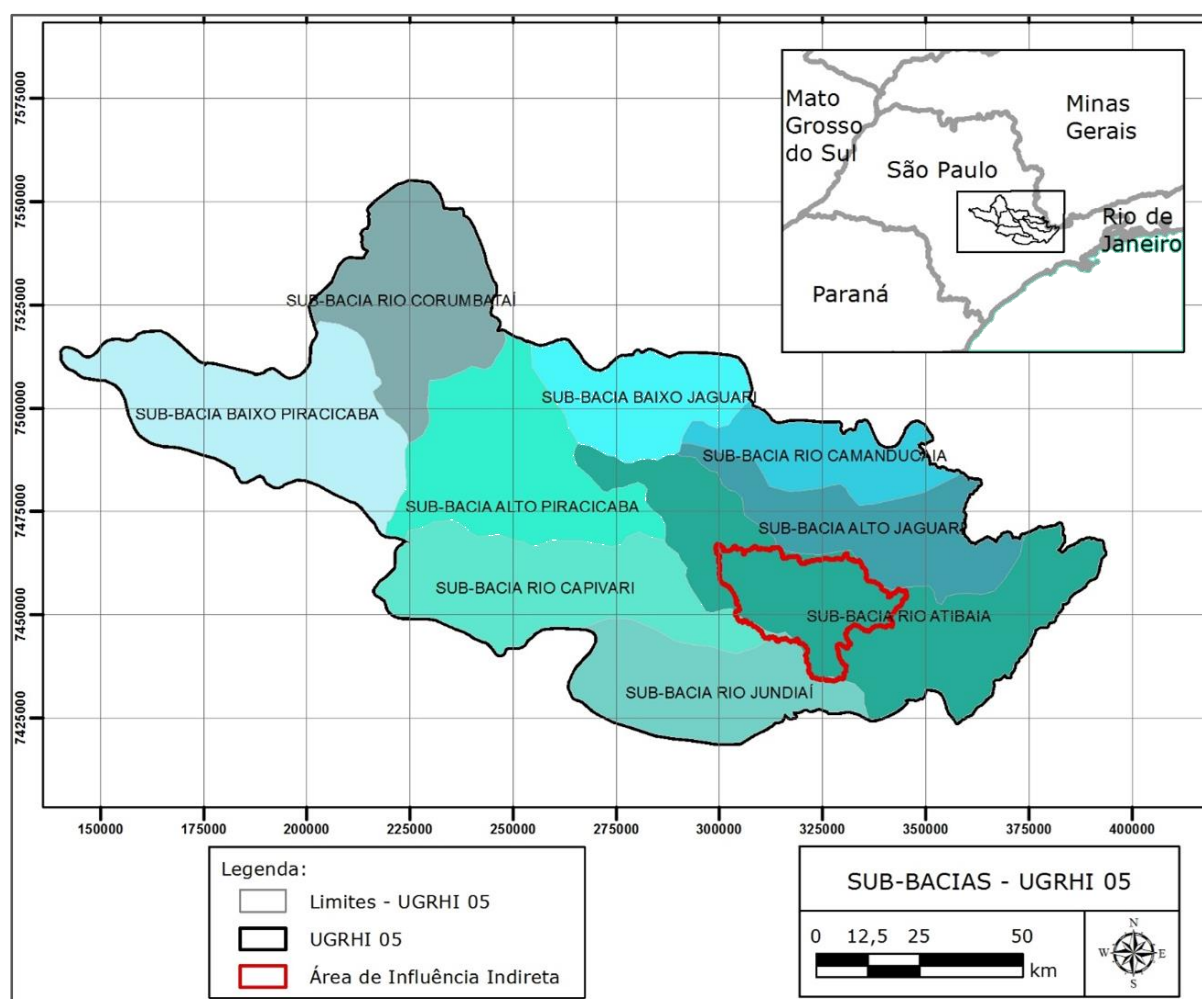 Mato
Grosso
do Sul
Minas
Gerais
São Paulo
Rio de
Janeiro
Paraná
7575000
7550000
7525000
7500000
7475000
7450000
7425000
SUB-BACIA RIO CORUMBATAÍ
SUB-BACIA BAIXO PIRACICABA
SUB-BACIA BAIXO JAGUARI
SUB-BACIA RIO CAMANDUCAIA
SUB-BACIA ALTO PIRACICABA
SUB-BACIA ALTO JAGUARI
SUB-BACIA RIO CAPIVARI
SUB-BACIA RIO ATIBAIA
SUB-BACIA RIO JUNDIAÍ
150000 175000 200000 225000 250000 275000 300000 325000 350000 375000 400000
Legenda:
Limites - UGRHI 05
UGRHI 05
Área de Influência Indireta
SUB-BACIAS - UGRHI 05
0 12,5 25 50
km
N
W E
S